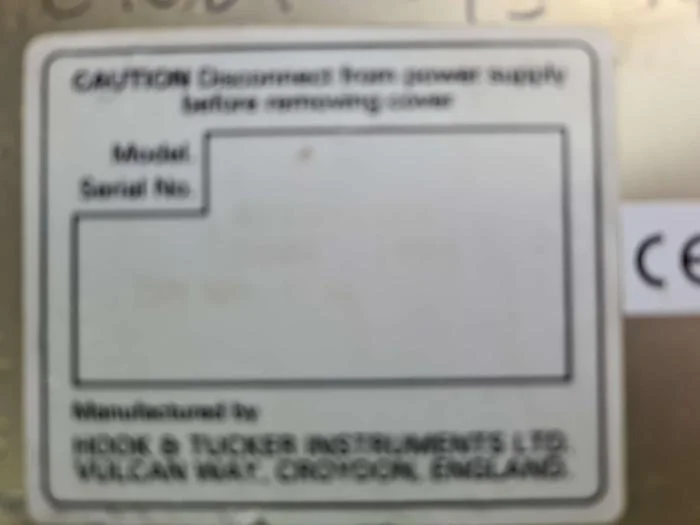 CAUTION Disconnect from power supply
before removing cover
Model.
Serial No.
CE
Manufactured by
HOOK & TUCKER INSTRUMENTS LTD.
VULCAN WAY, CROYDON, ENGLAND.